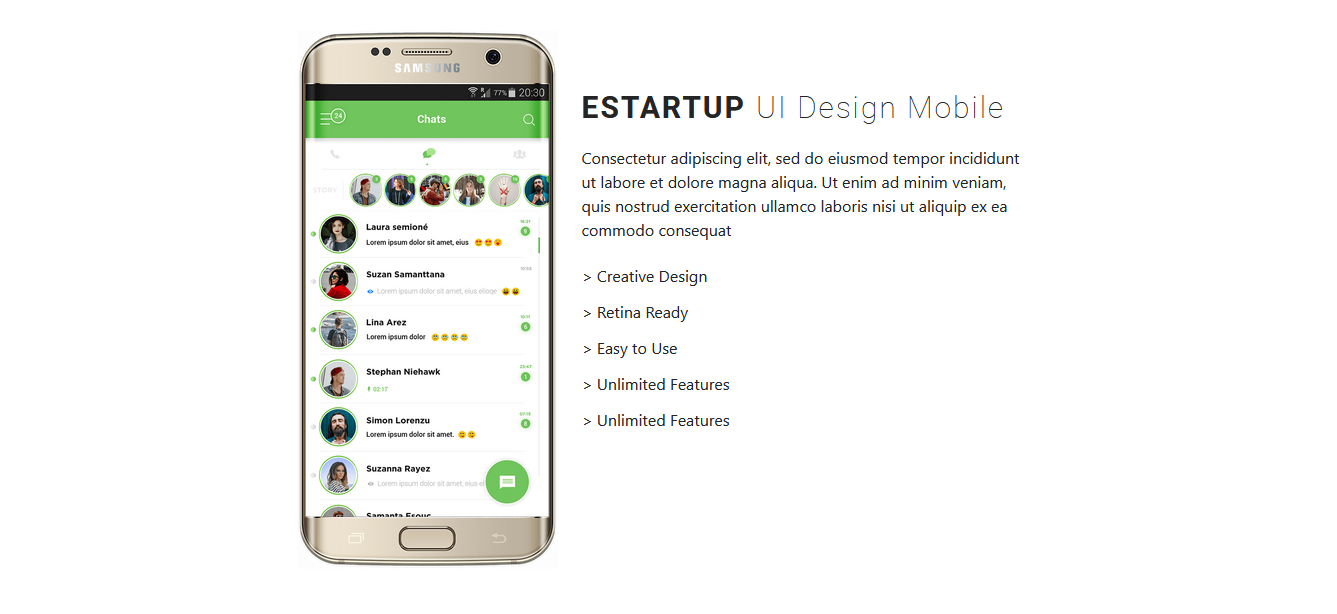 SAMSUNG
77% 20:30
24 Chats
STORY
Laura semioné
16:21
Lorem ipsum dolor sit amet, eius
9
Suzan Samanttana
Lorem ipsum dolor sit amet, eius elioqe
Lina Arez
10:11
Lorem ipsum dolor
6
Stephan Niehawk
23:47
1
02:17
Simon Lorenzu
07:15
Lorem ipsum dolor sit amet.
8
Suzanna Rayez
Lorem ipsum dolor sit amet, eius
Samanta Esouc
ESTARTUP UI Design Mobile
Consectetur adipiscing elit, sed do eiusmod tempor incididunt
ut labore et dolore magna aliqua. Ut enim ad minim veniam,
quis nostrud exercitation ullamco laboris nisi ut aliquip ex ea
commodo consequat
> Creative Design
> Retina Ready
> Easy to Use
> Unlimited Features
> Unlimited Features